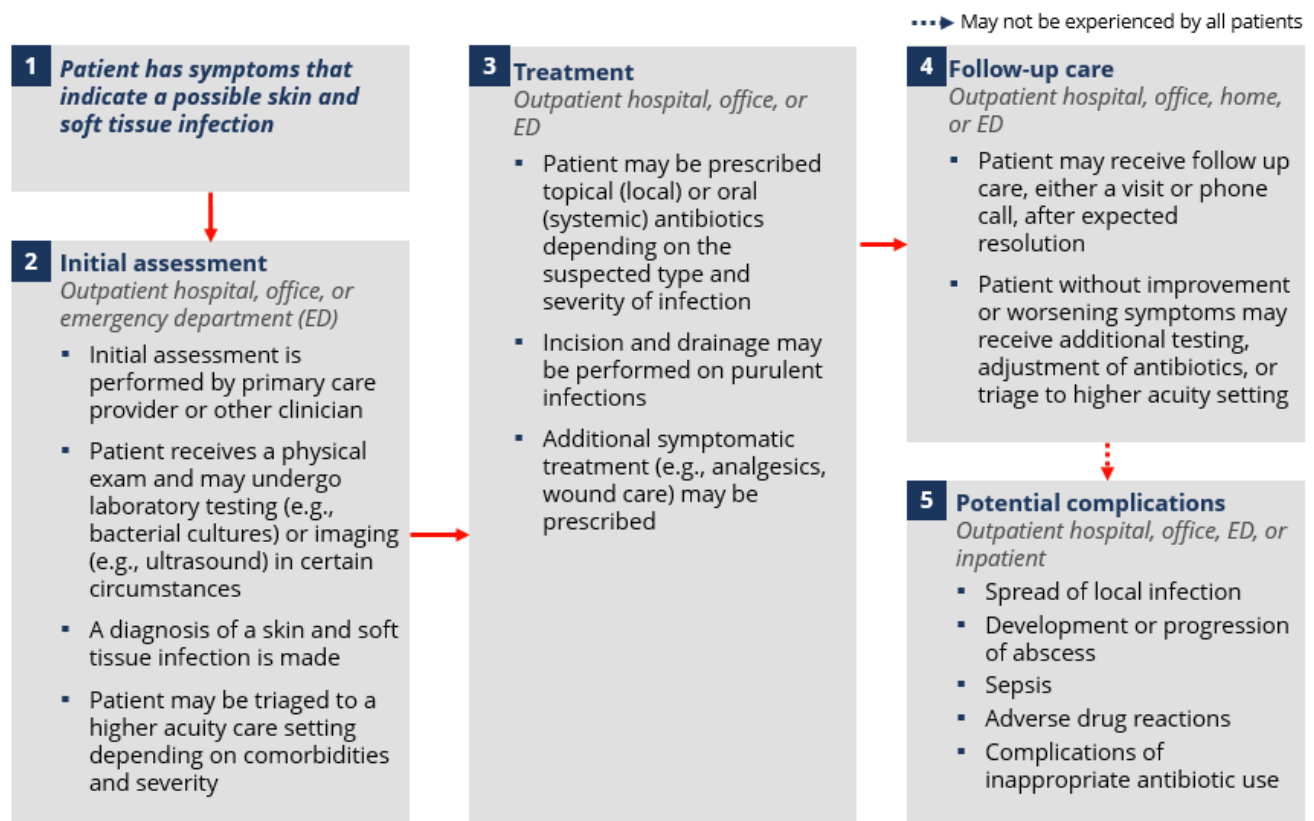 May not be experienced by all patients
1
Patient has symptoms that
indicate a possible skin and
soft tissue infection
2
Initial assessment
Outpatient hospital, office, or
emergency department (ED)
▪ Initial assessment is
performed by primary care
provider or other clinician
▪ Patient receives a physical
exam and may undergo
laboratory testing (e.g.,
bacterial cultures) or imaging
(e.g., ultrasound) in certain
circumstances
▪ A diagnosis of a skin and soft
tissue infection is made
▪ Patient may be triaged to a
higher acuity care setting
depending on comorbidities
and severity
3
Treatment
Outpatient hospital, office, or
ED
▪ Patient may be prescribed
topical (local) or oral
(systemic) antibiotics
depending on the
suspected type and
severity of infection
▪ Incision and drainage may
be performed on purulent
infections
▪ Additional symptomatic
treatment (e.g., analgesics,
wound care) may be
prescribed
4
Follow-up care
Outpatient hospital, office, home,
or ED
▪ Patient may receive follow up
care, either a visit or phone
call, after expected
resolution
▪ Patient without improvement
or worsening symptoms may
receive additional testing,
adjustment of antibiotics, or
triage to higher acuity setting
5
Potential complications
Outpatient hospital, office, ED, or
inpatient
▪ Spread of local infection
▪ Development or progression
of abscess
▪ Sepsis
▪ Adverse drug reactions
▪ Complications of
inappropriate antibiotic use